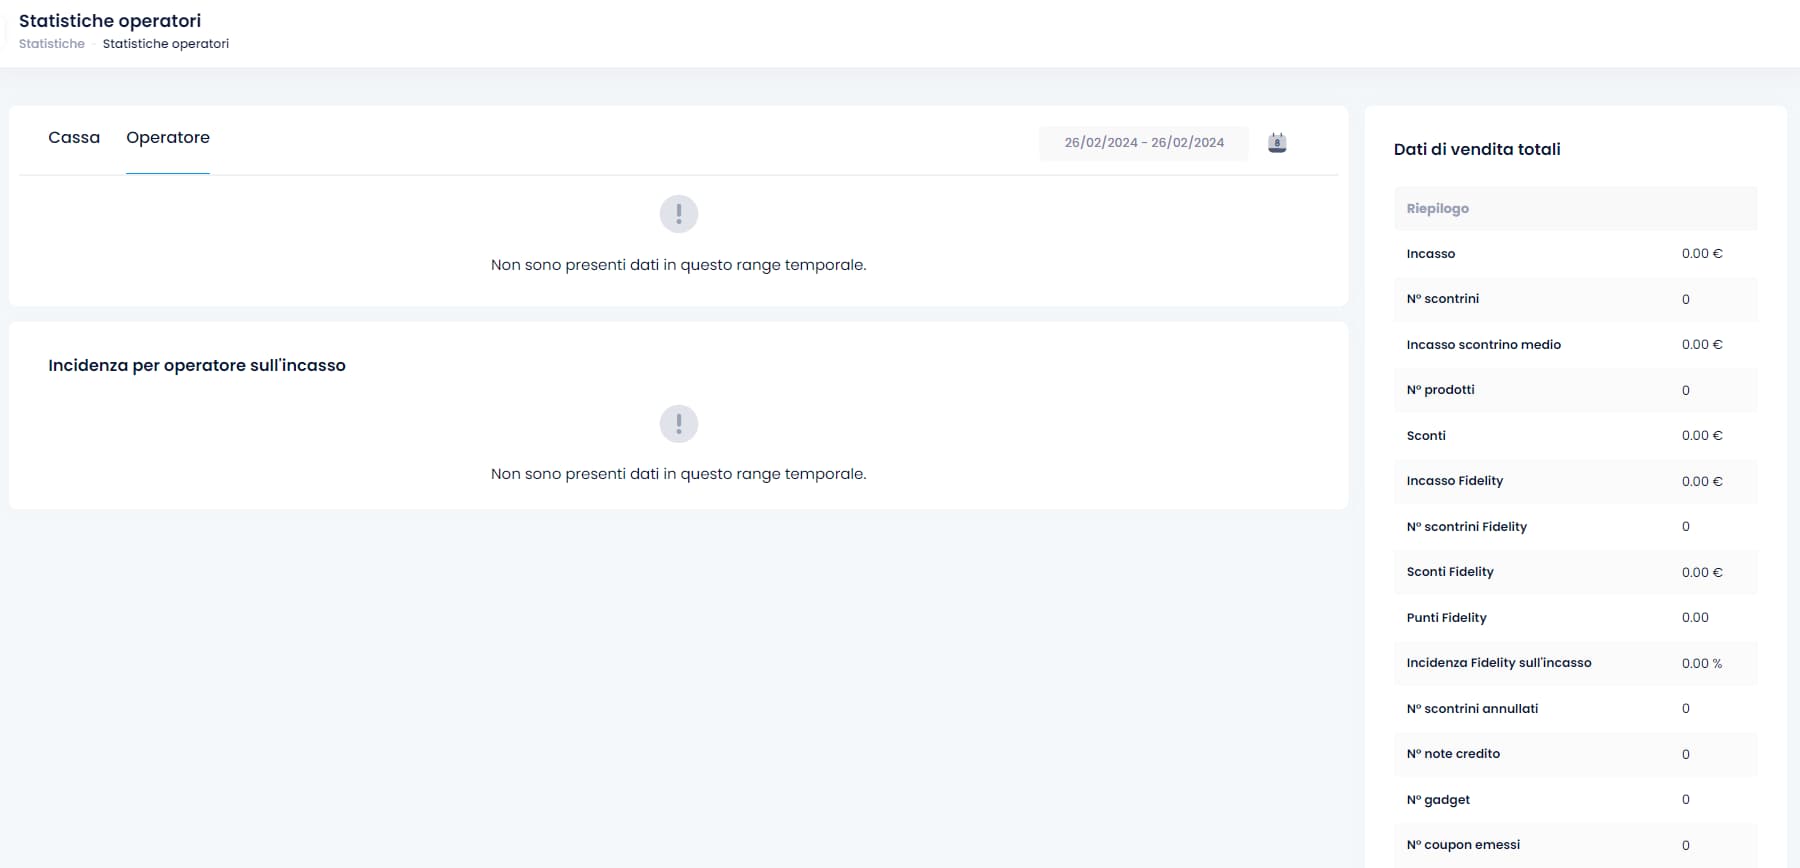 Statistiche operatori
Statistiche - Statistiche operatori
Cassa Operatore
26/02/2024 - 26/02/2024
8
Non sono presenti dati in questo range temporale.
Incidenza per operatore sull'incasso
Non sono presenti dati in questo range temporale.
Dati di vendita totali
Riepilogo
Incasso 0.00 €
N° scontrini 0
Incasso scontrino medio 0.00 €
N° prodotti 0
Sconti 0.00 €
Incasso Fidelity 0.00 €
N° scontrini Fidelity 0
Sconti Fidelity 0.00 €
Punti Fidelity 0.00
Incidenza Fidelity sull'incasso 0.00 %
N° scontrini annullati 0
N° note credito 0
N° gadget 0
N° coupon emessi 0